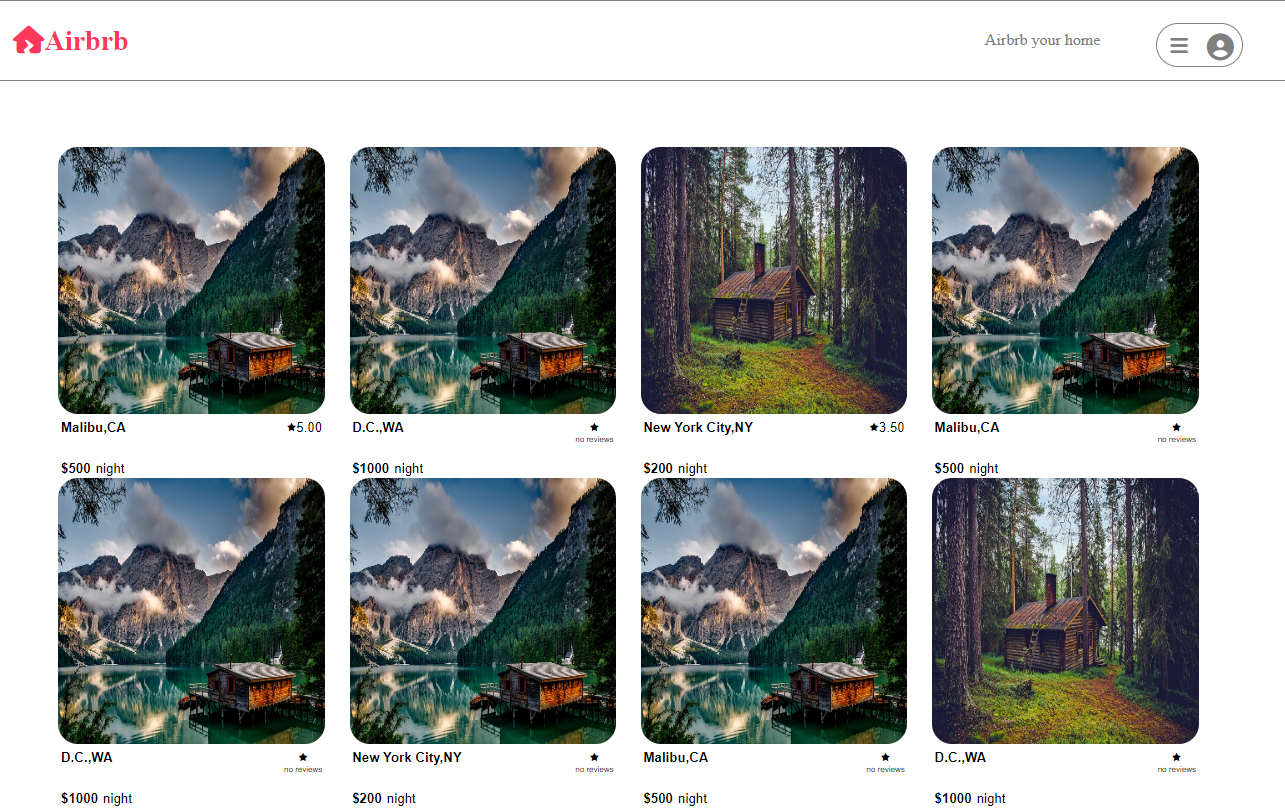 Airbrb
Airbrb your home
Malibu,CA ★5.00
D.C.,WA ★
no reviews
New York City,NY ★3.50
Malibu,CA ★
no reviews
$500 night
$1000 night
$200 night
$500 night
D.C.,WA ★
no reviews
New York City,NY ★
no reviews
Malibu,CA ★
no reviews
D.C.,WA ★
no reviews
$1000 night
$200 night
$500 night
$1000 night